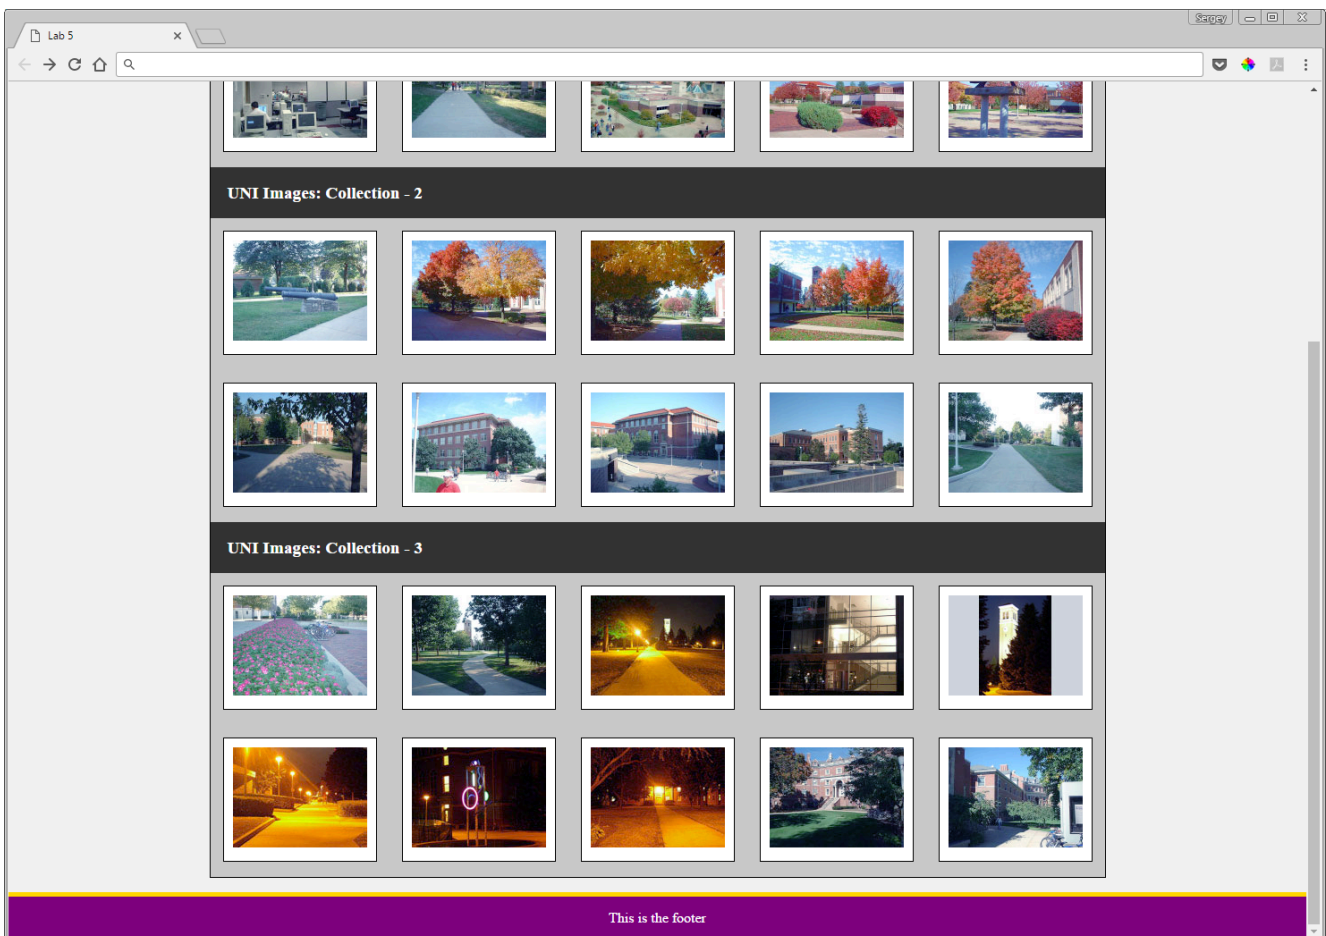 Sergey
Lab 5
UNI Images: Collection - 2
UNI Images: Collection - 3
This is the footer